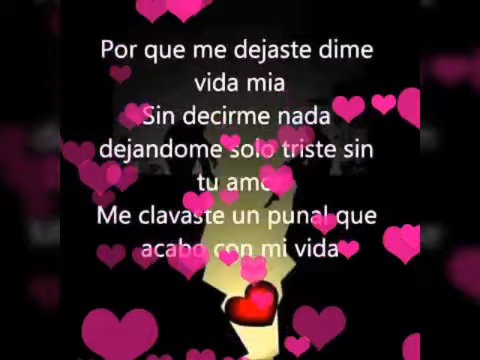 Por que me dejaste dime
vida mia
Sin decirme nada
dejandome solo triste sin
tu amor
Me clavaste un punal que
acabo con mi vida